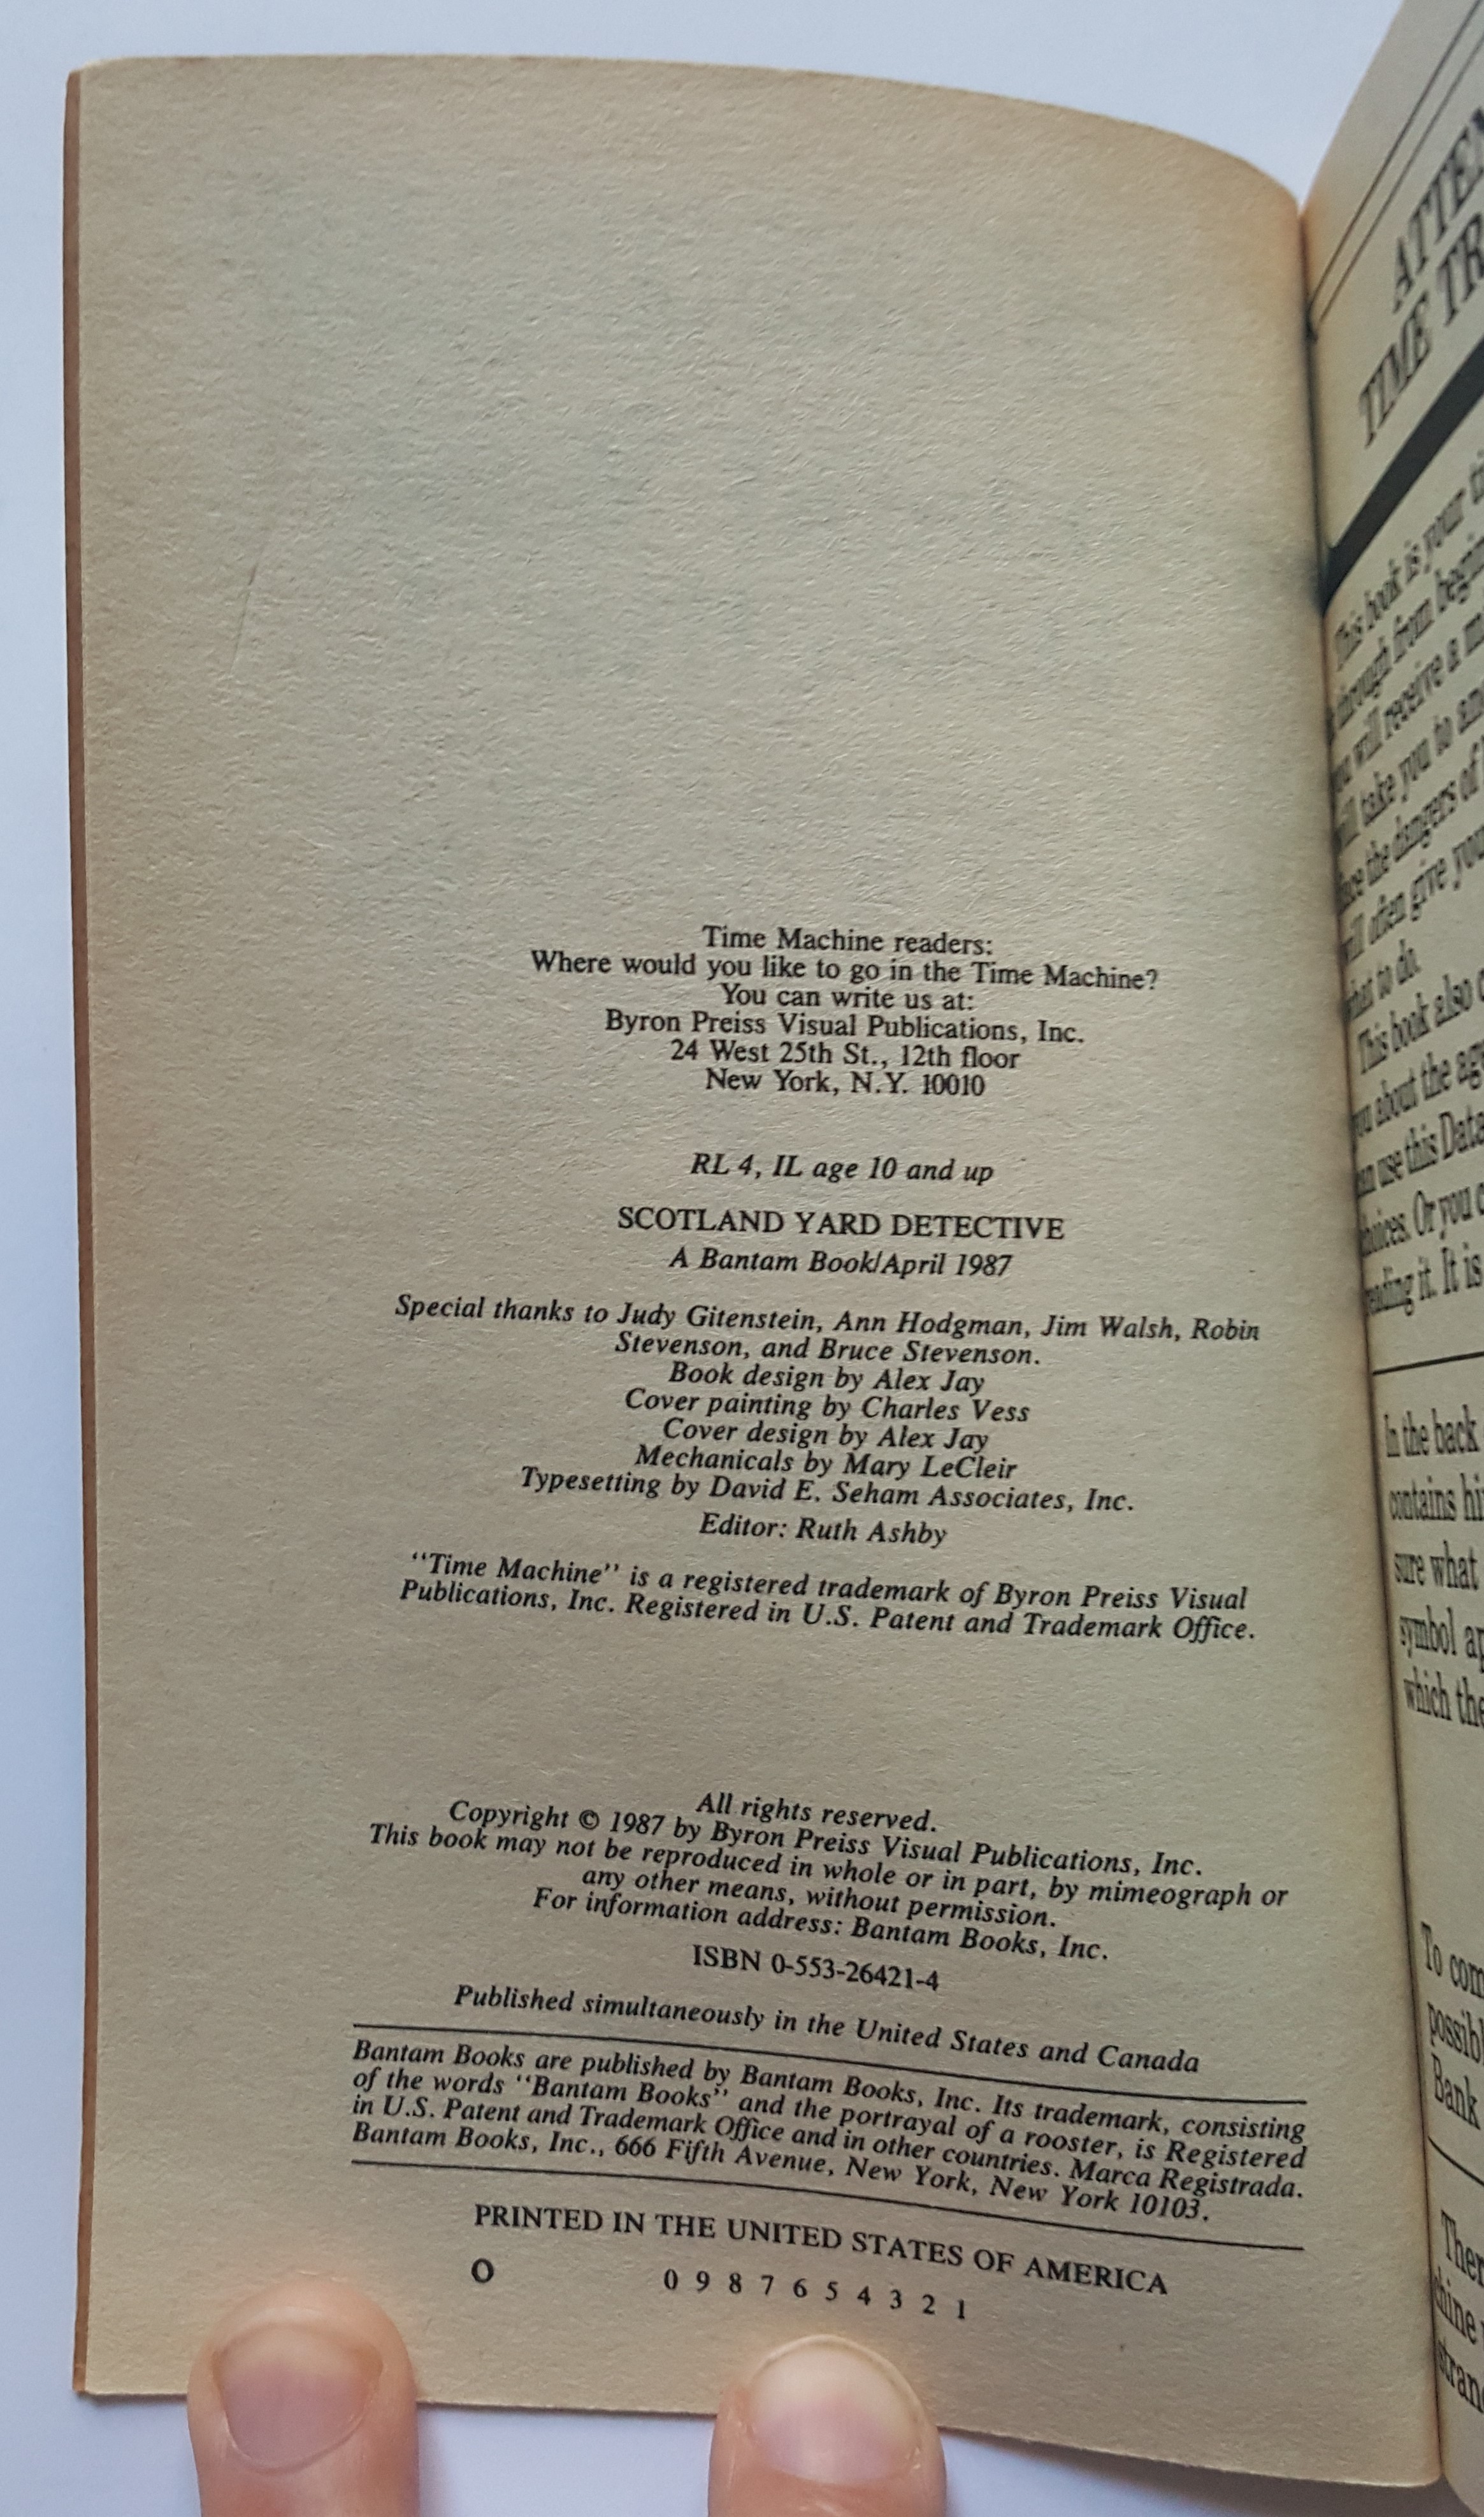 Time Machine readers:
Where would you like to go in the Time Machine?
You can write us at:
Byron Preiss Visual Publications, Inc.
24 West 25th St., 12th floor
New York, N.Y. 10010
RL 4, IL age 10 and up
SCOTLAND YARD DETECTIVE
A Bantam Book/April 1987
Special thanks to Judy Gitenstein, Ann Hodgman, Jim Walsh, Robin
Stevenson, and Bruce Stevenson.
Book design by Alex Jay
Cover painting by Charles Vess
Cover design by Alex Jay
Mechanicals by Mary LeCleir
Typesetting by David E. Seham Associates, Inc.
Editor: Ruth Ashby
“Time Machine” is a registered trademark of Byron Preiss Visual
Publications, Inc. Registered in U.S. Patent and Trademark Office.
All rights reserved.
Copyright © 1987 by Byron Preiss Visual Publications, Inc.
This book may not be reproduced in whole or in part, by mimeograph or
any other means, without permission.
For information address: Bantam Books, Inc.
ISBN 0-553-26421-4
Published simultaneously in the United States and Canada
Bantam Books are published by Bantam Books, Inc. Its trademark, consisting
of the words “Bantam Books” and the portrayal of a rooster, is Registered
in U.S. Patent and Trademark Office and in other countries. Marca Registrada.
Bantam Books, Inc., 666 Fifth Avenue, New York, New York 10103.
PRINTED IN THE UNITED STATES OF AMERICA
O 0 9 8 7 6 5 4 3 2 1
TIME
This book is your
through from
will receive a
will take you to
the dangers of
will often give you
to do.
This book also
about the
use this Data
Or you
it. It is
In the back
contains
sure what
symbol
which the
To
Bank